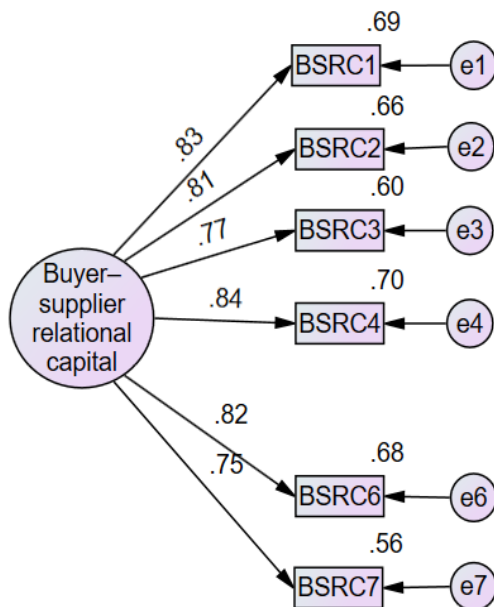 .69
BSRC1
e1
.83
.66
BSRC2
e2
.81
.60
BSRC3
e3
.77
Buyer–
supplier
relational
capital
.70
BSRC4
e4
.84
.82
.68
BSRC6
e6
.75
.56
BSRC7
e7